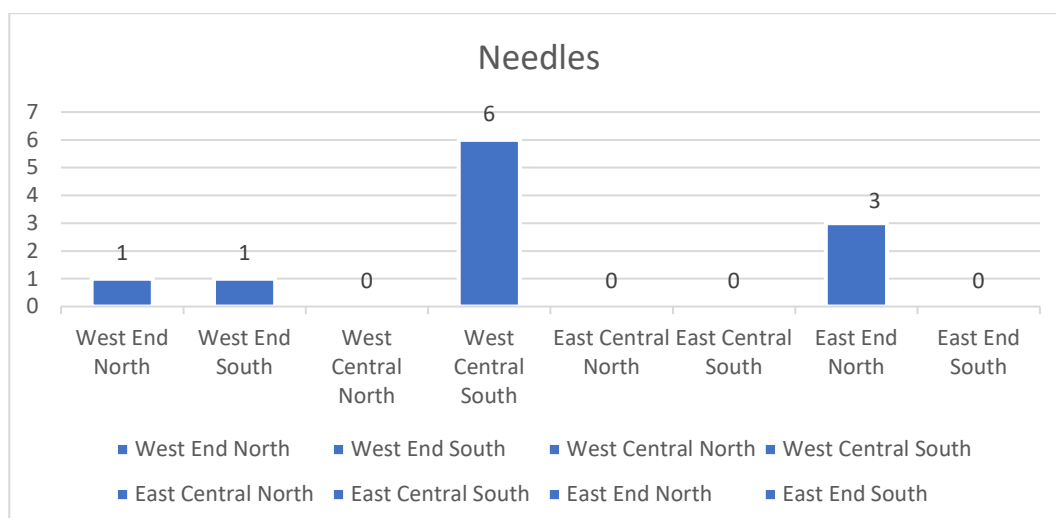 Needles
7
6
5
4
3
2
1
0
1
1
0
6
0
0
3
0
West End North
West End South
West Central North
West Central South
East Central North
East Central South
East End North
East End South
West End North
West End South
West Central North
West Central South
East Central North
East Central South
East End North
East End South